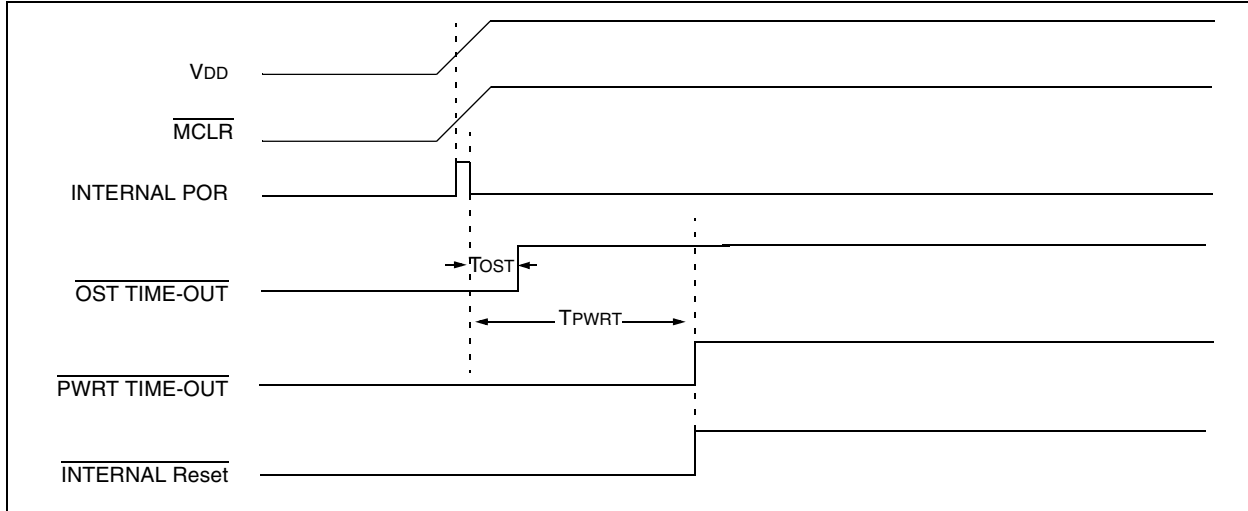 VDD
MCLR
INTERNAL POR
TOST
OST TIME-OUT
TPWRT
PWRT TIME-OUT
INTERNAL Reset